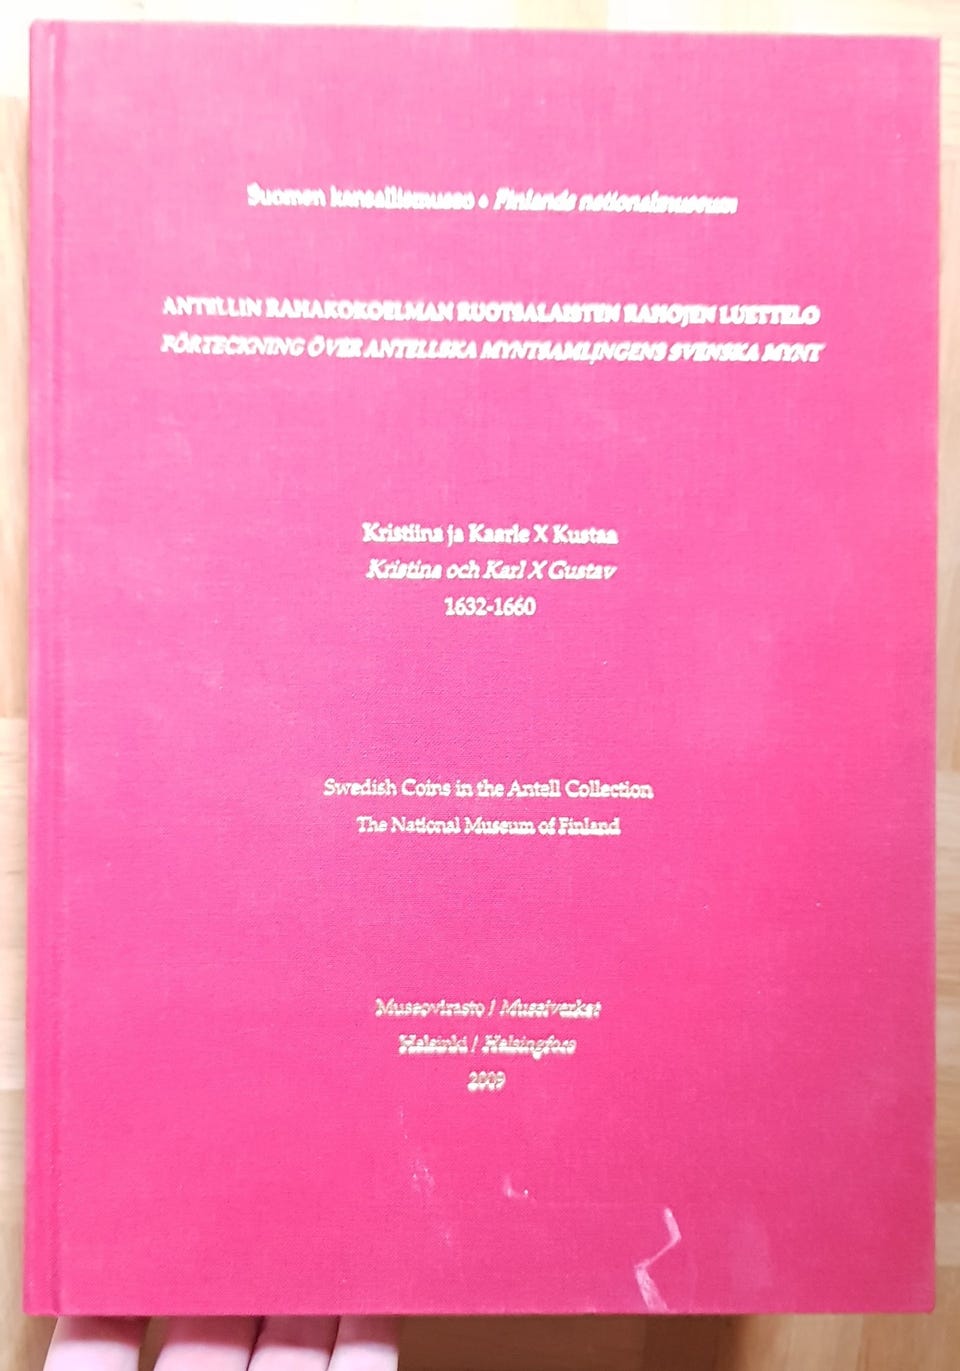 Suomen kansallismuseo • Finlands nationalmuseum
ANTELLIN RAHAKOKOELMAN RUOTSALAISTEN RAHOJEN LUETTELO
FÖRTECKNING ÖVER ANTELLSKA MYNTSAMLINGENS SVENSKA MYNT
Kristiina ja Kaarle X Kustaa
Kristina och Karl X Gustav
1632-1660
Swedish Coins in the Antell Collection
The National Museum of Finland
Museovirasto / Museiverket
Helsinki / Helsingfors
2009